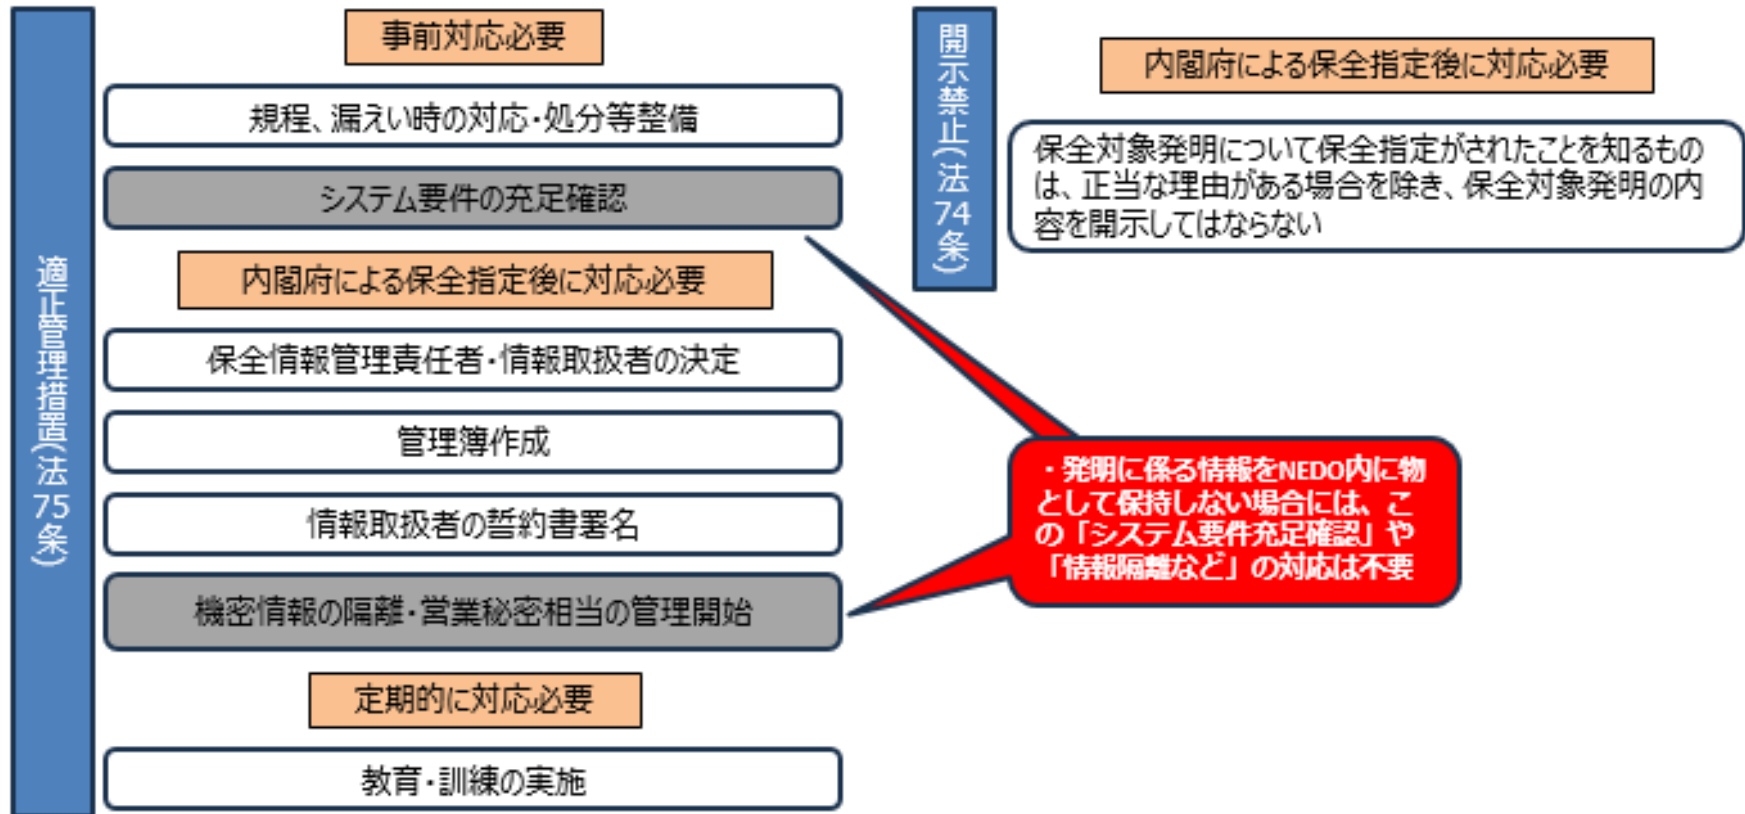 適正管理措置(法75条)
事前対応必要
規程、漏えい時の対応・処分等整備
システム要件の充足確認
内閣府による保全指定後に対応必要
保全情報管理責任者・情報取扱者の決定
管理簿作成
情報取扱者の誓約書署名
機密情報の隔離・営業秘密相当の管理開始
定期的に対応必要
教育・訓練の実施
開示禁止(法74条)
内閣府による保全指定後に対応必要
保全対象発明について保全指定がされたことを知るもの
は、正当な理由がある場合を除き、保全対象発明の内
容を開示してはならない
・発明に係る情報をNEDO内に物
として保持しない場合には、こ
の「システム要件充足確認」や
「情報隔離など」の対応は不要